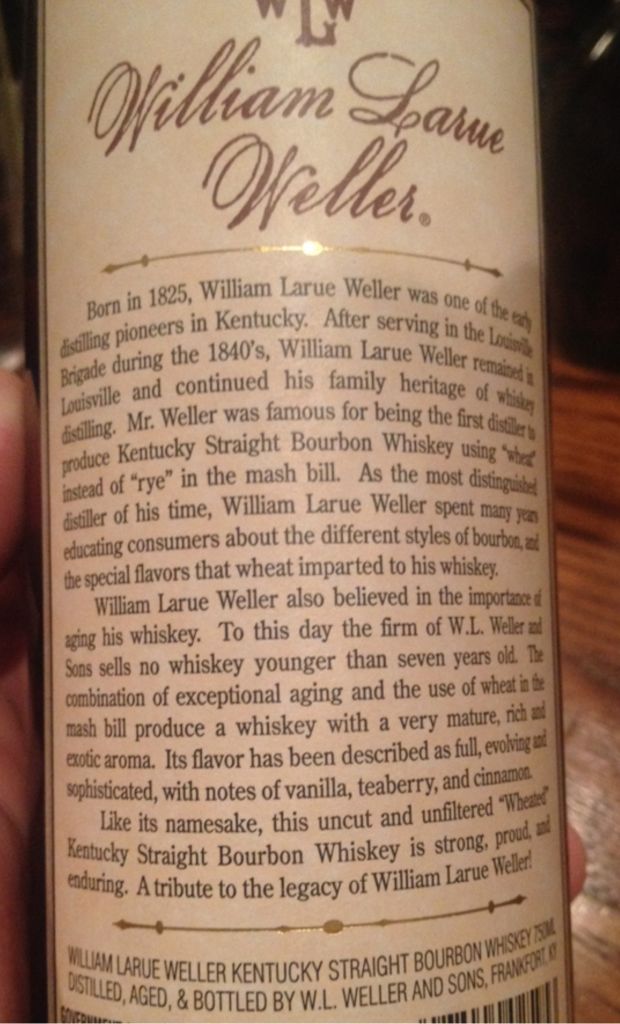 WLW
William Larue
Weller®
Born in 1825, William Larue Weller was one of the early
distilling pioneers in Kentucky. After serving in the Louisville
Brigade during the 1840's, William Larue Weller remained in
Louisville and continued his family heritage of whiskey
distilling. Mr. Weller was famous for being the first distiller to
produce Kentucky Straight Bourbon Whiskey using "wheat"
instead of "rye" in the mash bill. As the most distinguished
distiller of his time, William Larue Weller spent many years
educating consumers about the different styles of bourbon, and
the special flavors that wheat imparted to his whiskey.
William Larue Weller also believed in the importance of
aging his whiskey. To this day the firm of W.L. Weller and
Sons sells no whiskey younger than seven years old. The
combination of exceptional aging and the use of wheat in the
mash bill produce a whiskey with a very mature, rich and
exotic aroma. Its flavor has been described as full, evolving and
sophisticated, with notes of vanilla, teaberry, and cinnamon.
Like its namesake, this uncut and unfiltered "Wheated"
Kentucky Straight Bourbon Whiskey is strong, proud, and
enduring. A tribute to the legacy of William Larue Weller!
WILLIAM LARUE WELLER KENTUCKY STRAIGHT BOURBON WHISKEY 750ML
DISTILLED, AGED, & BOTTLED BY W.L. WELLER AND SONS, FRANKFORT, KY